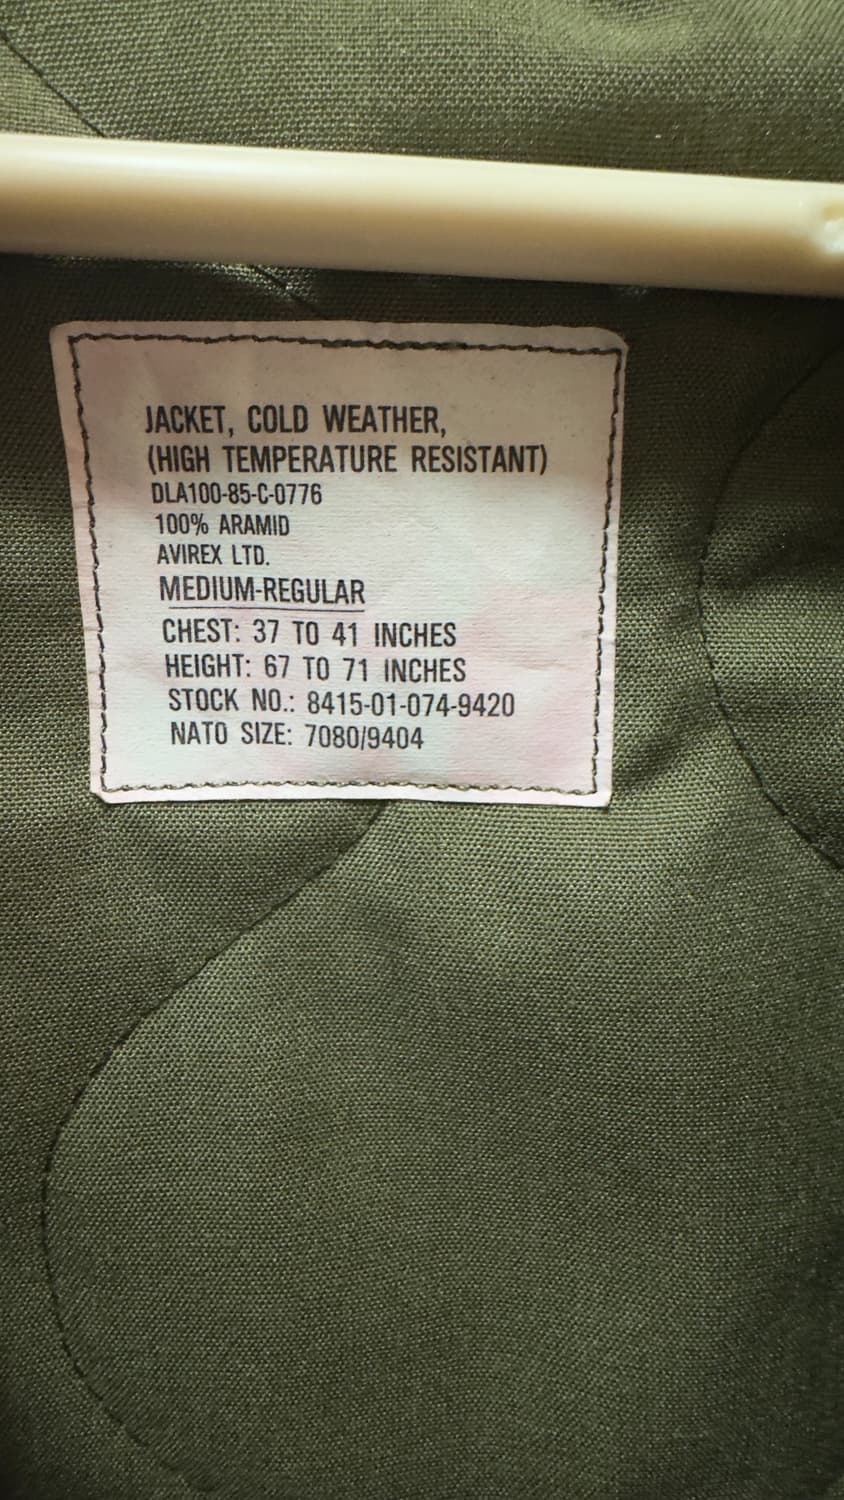 JACKET, COLD WEATHER,
(HIGH TEMPERATURE RESISTANT)
DLA100-85-C-0776
100% ARAMID
AVIREX LTD.
MEDIUM-REGULAR
CHEST: 37 TO 41 INCHES
HEIGHT: 67 TO 71 INCHES
STOCK NO.: 8415-01-074-9420
NATO SIZE: 7080/9404